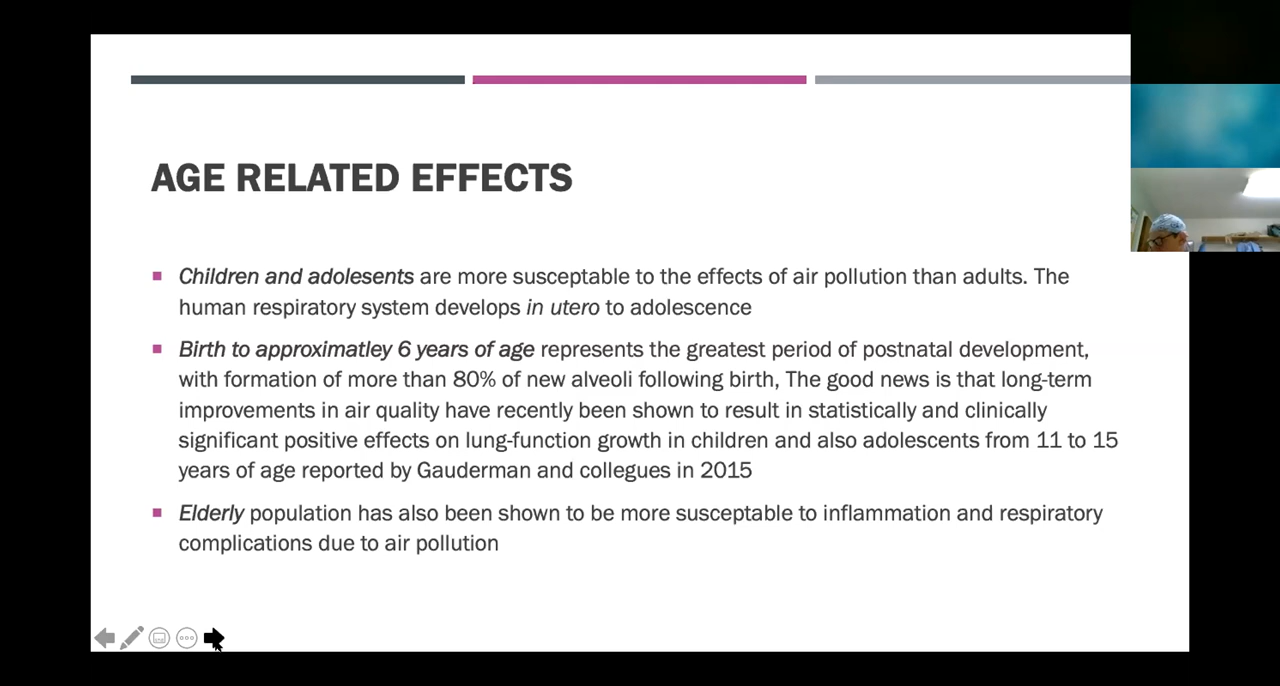 AGE RELATED EFFECTS
Children and adolesents are more susceptable to the effects of air pollution than adults. The
human respiratory system develops in utero to adolescence
Birth to approximatley 6 years of age represents the greatest period of postnatal development,
with formation of more than 80% of new alveoli following birth, The good news is that long-term
improvements in air quality have recently been shown to result in statistically and clinically
significant positive effects on lung-function growth in children and also adolescents from 11 to 15
years of age reported by Gauderman and collegues in 2015
Elderly population has also been shown to be more susceptable to inflammation and respiratory
complications due to air pollution